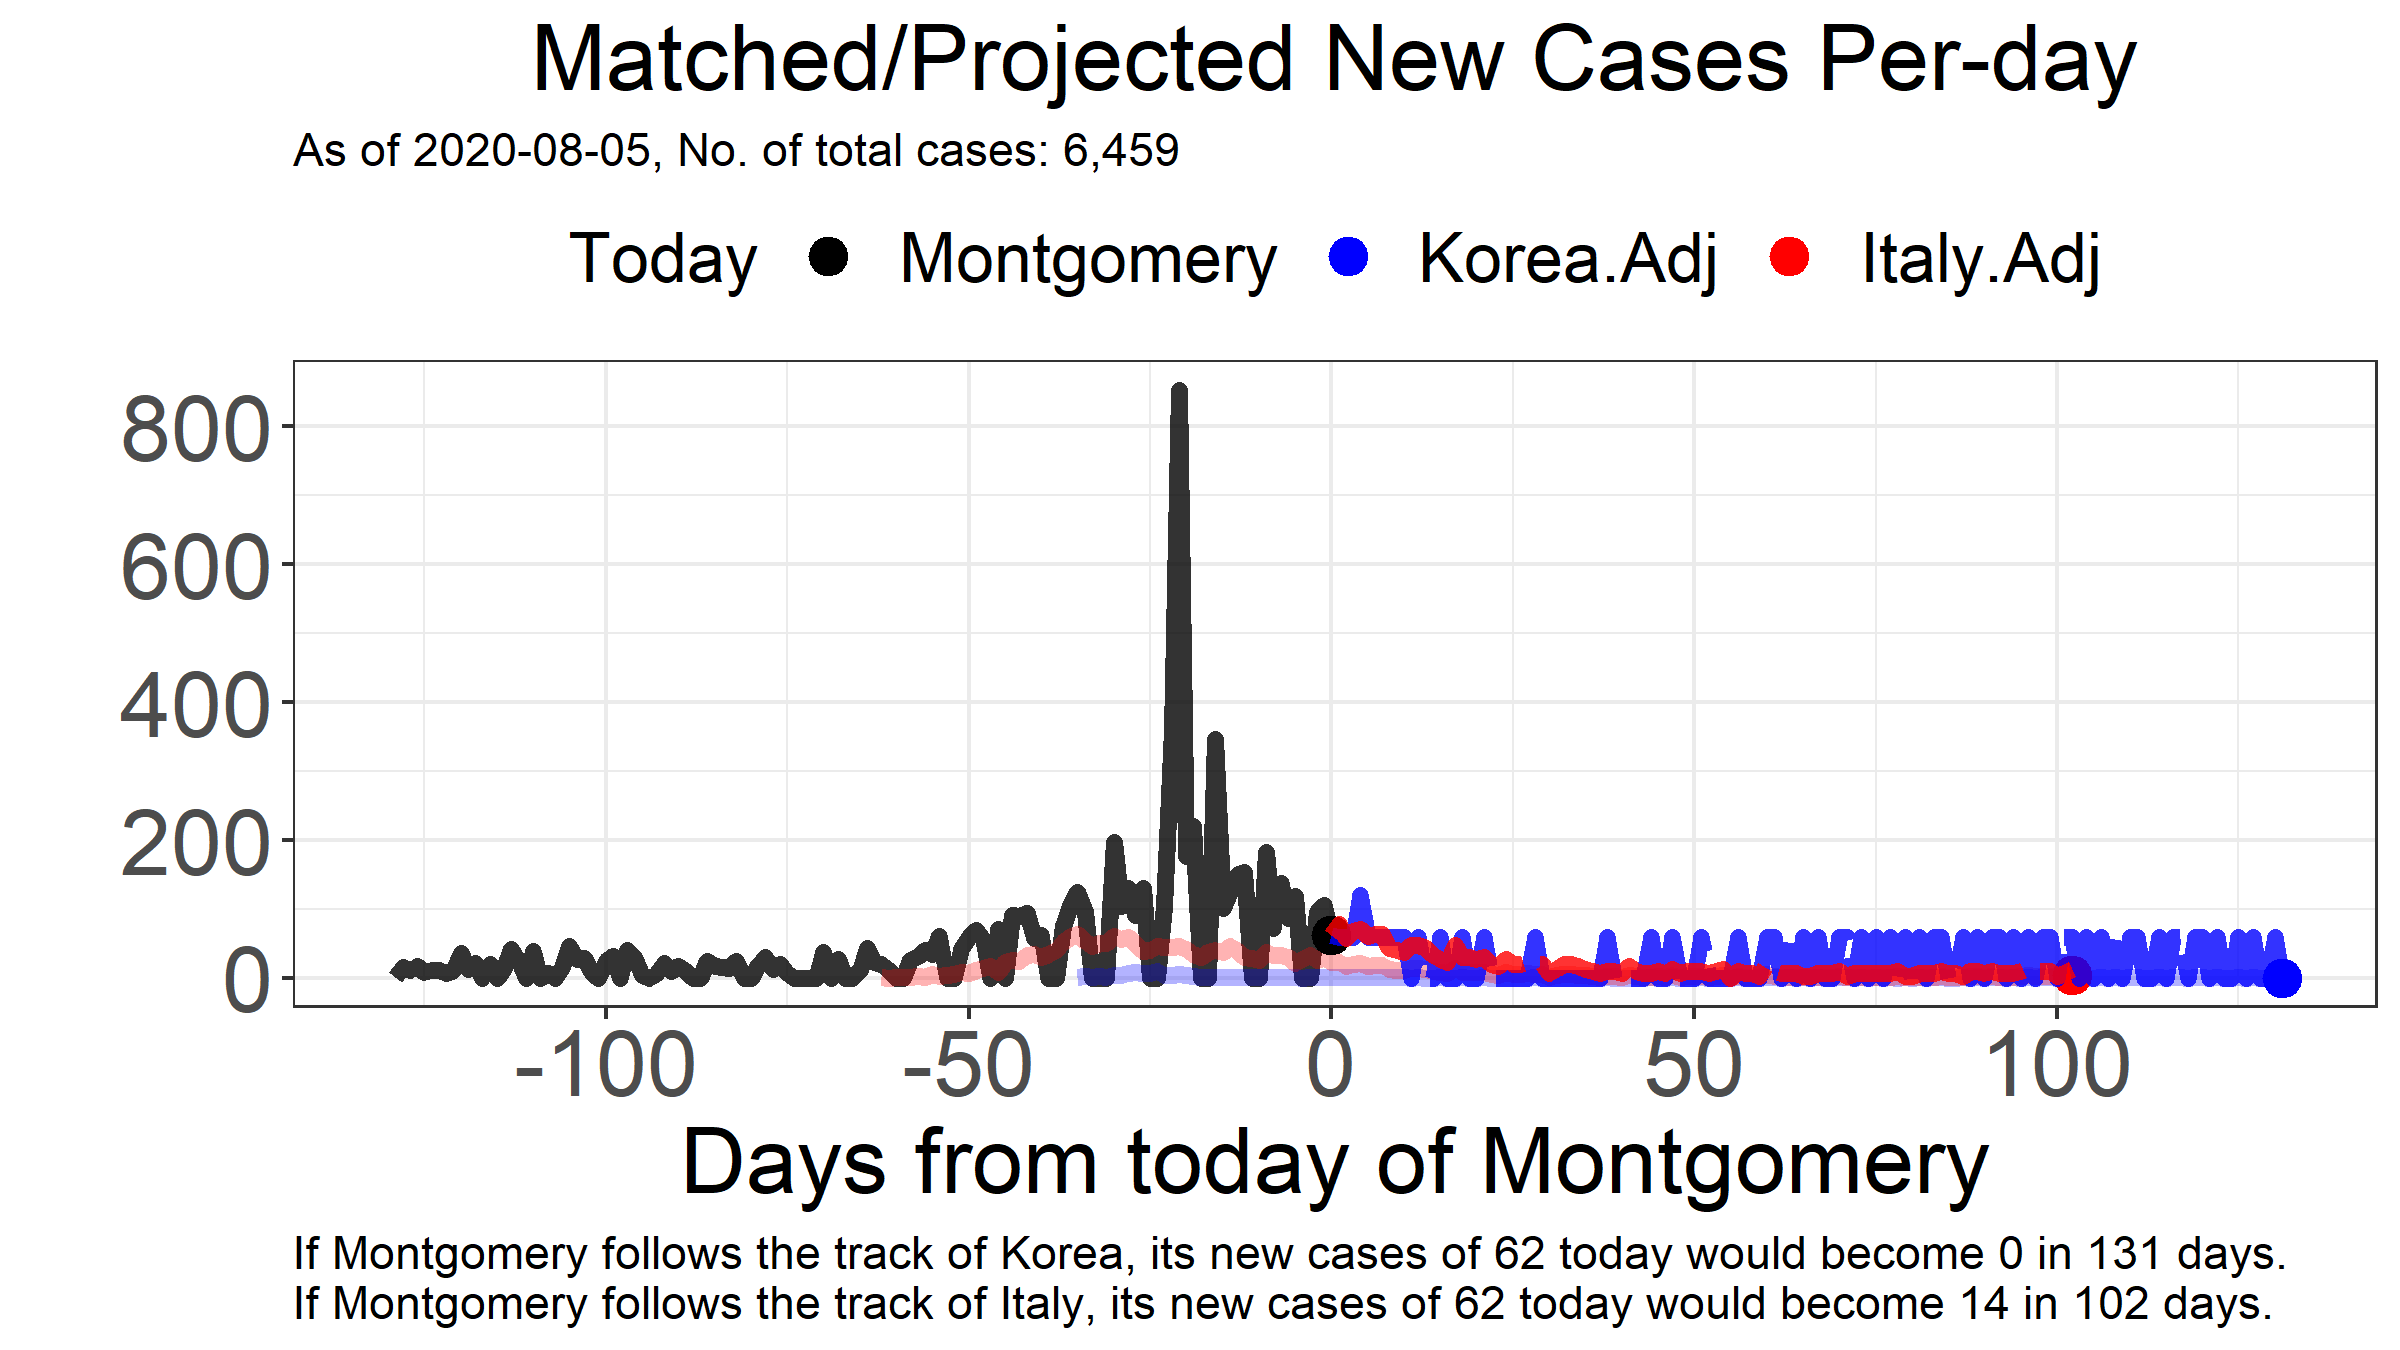 Matched/Projected New Cases Per-day
As of 2020-08-05, No. of total cases: 6,459
Today Montgomery Korea.Adj Italy.Adj
800
600
400
200
0
-100 -50 0 50 100
Days from today of Montgomery
If Montgomery follows the track of Korea, its new cases of 62 today would become 0 in 131 days.
If Montgomery follows the track of Italy, its new cases of 62 today would become 14 in 102 days.